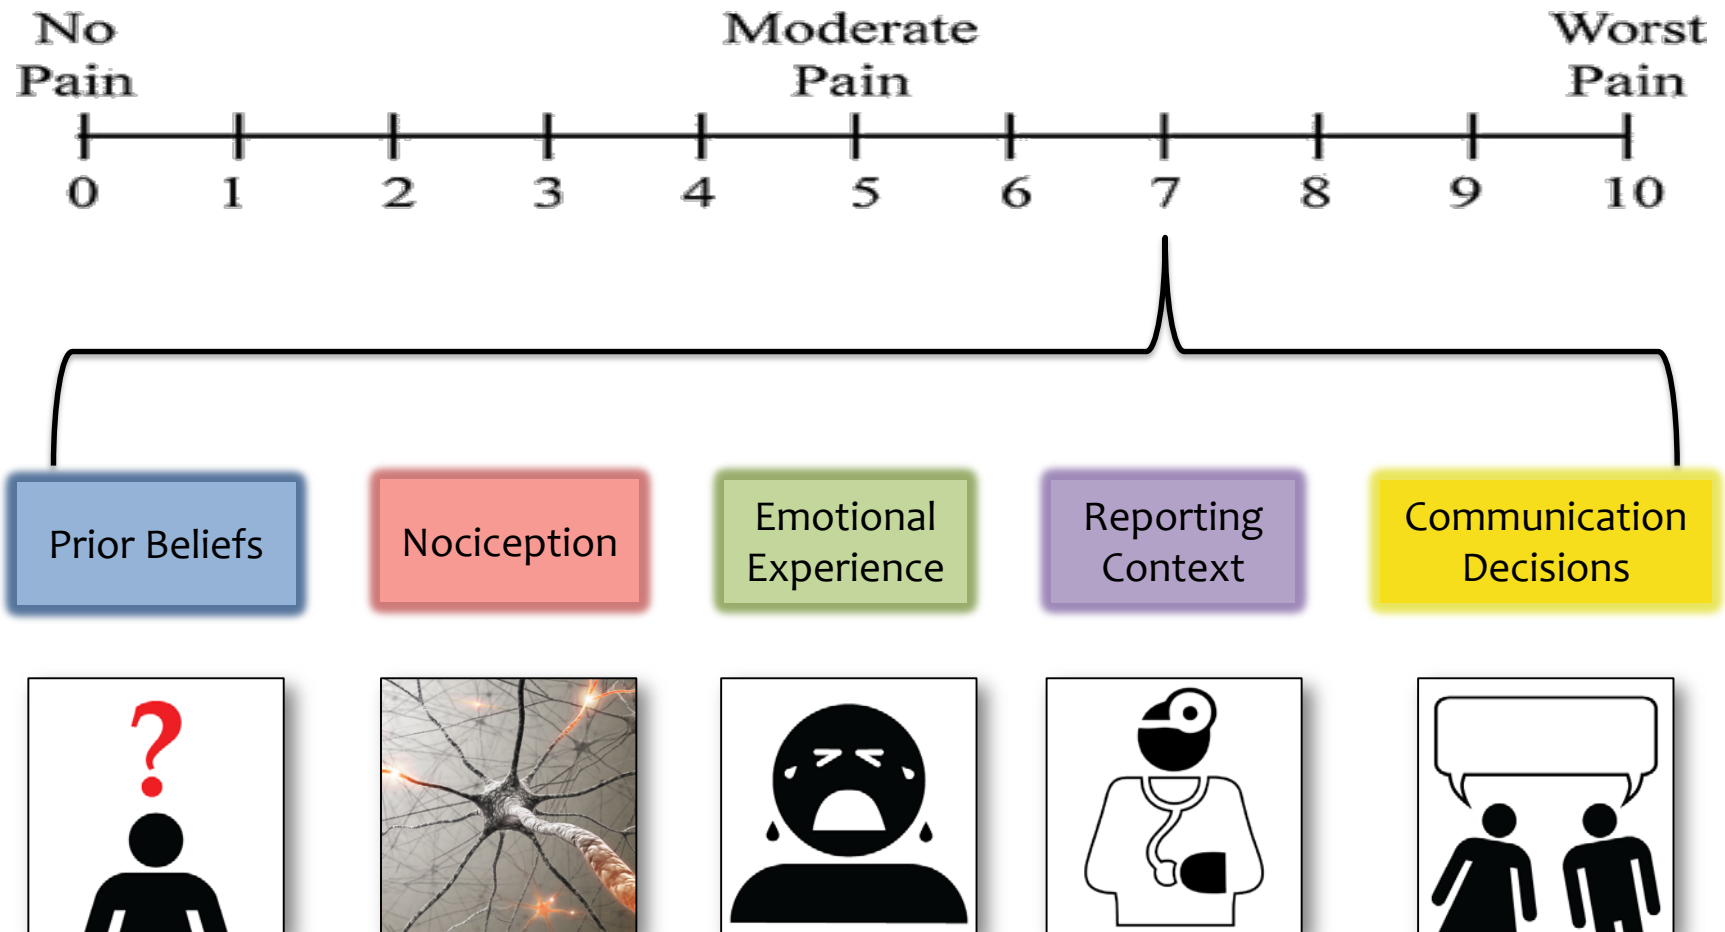 No Pain
Moderate Pain
Worst Pain
0 1 2 3 4 5 6 7 8 9 10
Prior Beliefs
Nociception
Emotional
Experience
Reporting
Context
Communication
Decisions
?